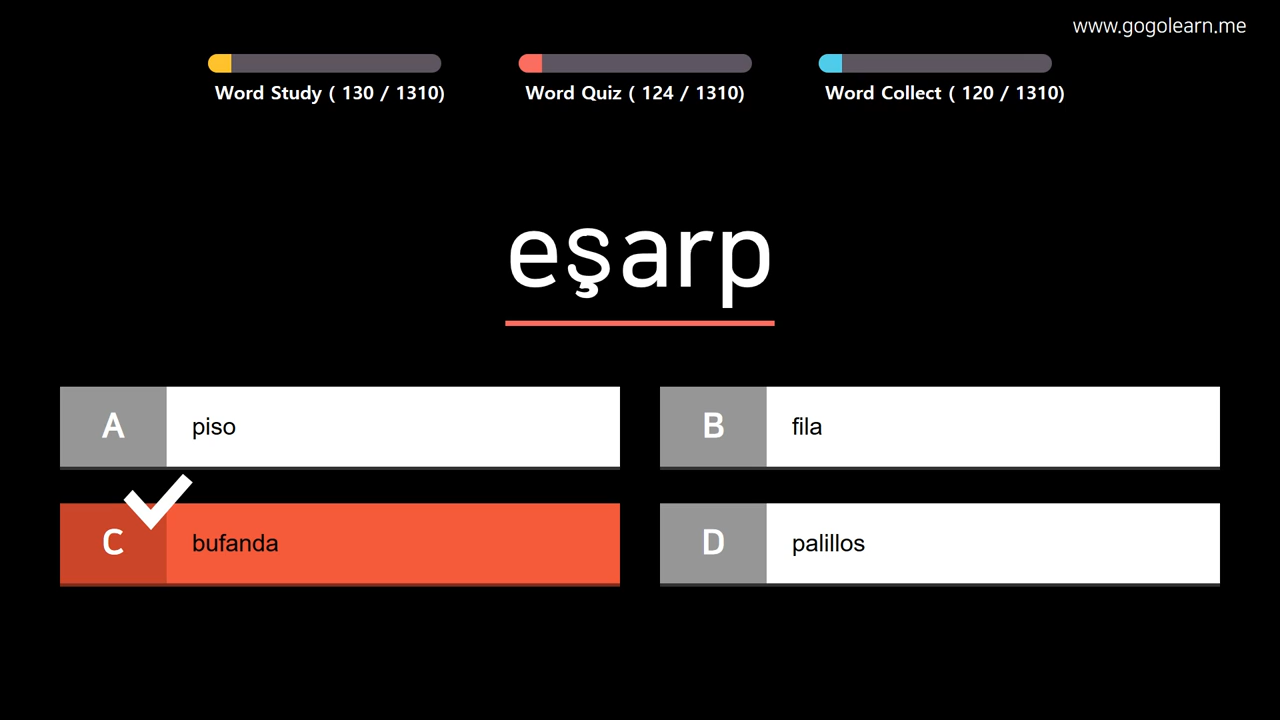 www.gogolearn.me
Word Study ( 130 / 1310)
Word Quiz ( 124 / 1310)
Word Collect ( 120 / 1310)
eşarp
A piso
B fila
C bufanda
D palillos